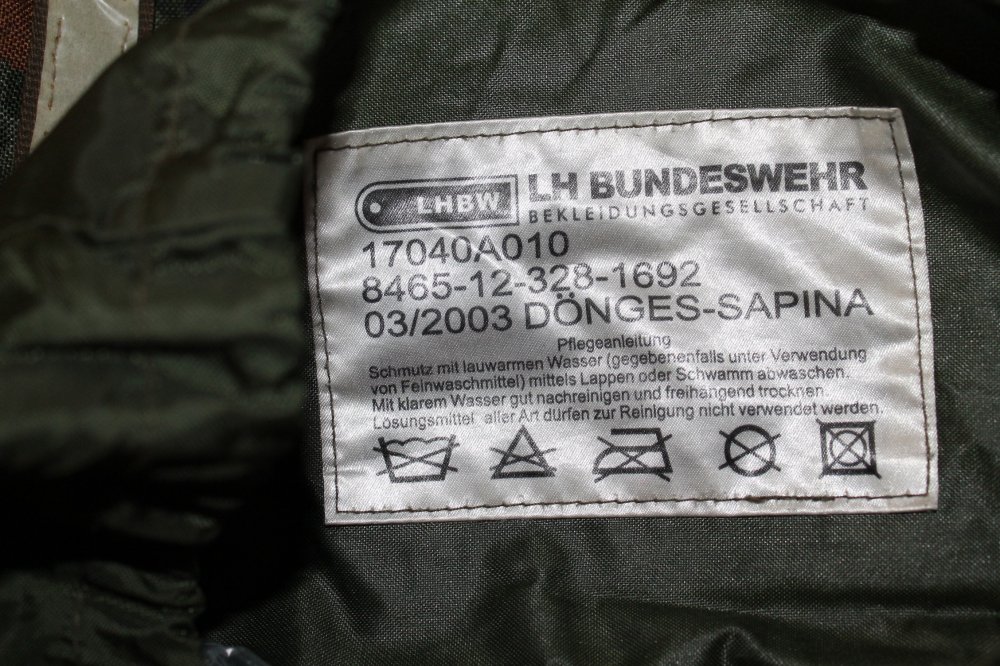 LHBW LH BUNDESWEHR
BEKLEIDUNGSGESELLSCHAFT
17040A010
8465-12-328-1692
03/2003 DÖNGES-SAPINA
Pflegeanleitung
Schmutz mit lauwarmen Wasser (gegebenenfalls unter Verwendung
von Feinwaschmittel) mittels Lappen oder Schwamm abwaschen.
Mit klarem Wasser gut nachreinigen und freihängend trocknen.
Lösungsmittel aller Art dürfen zur Reinigung nicht verwendet werden.